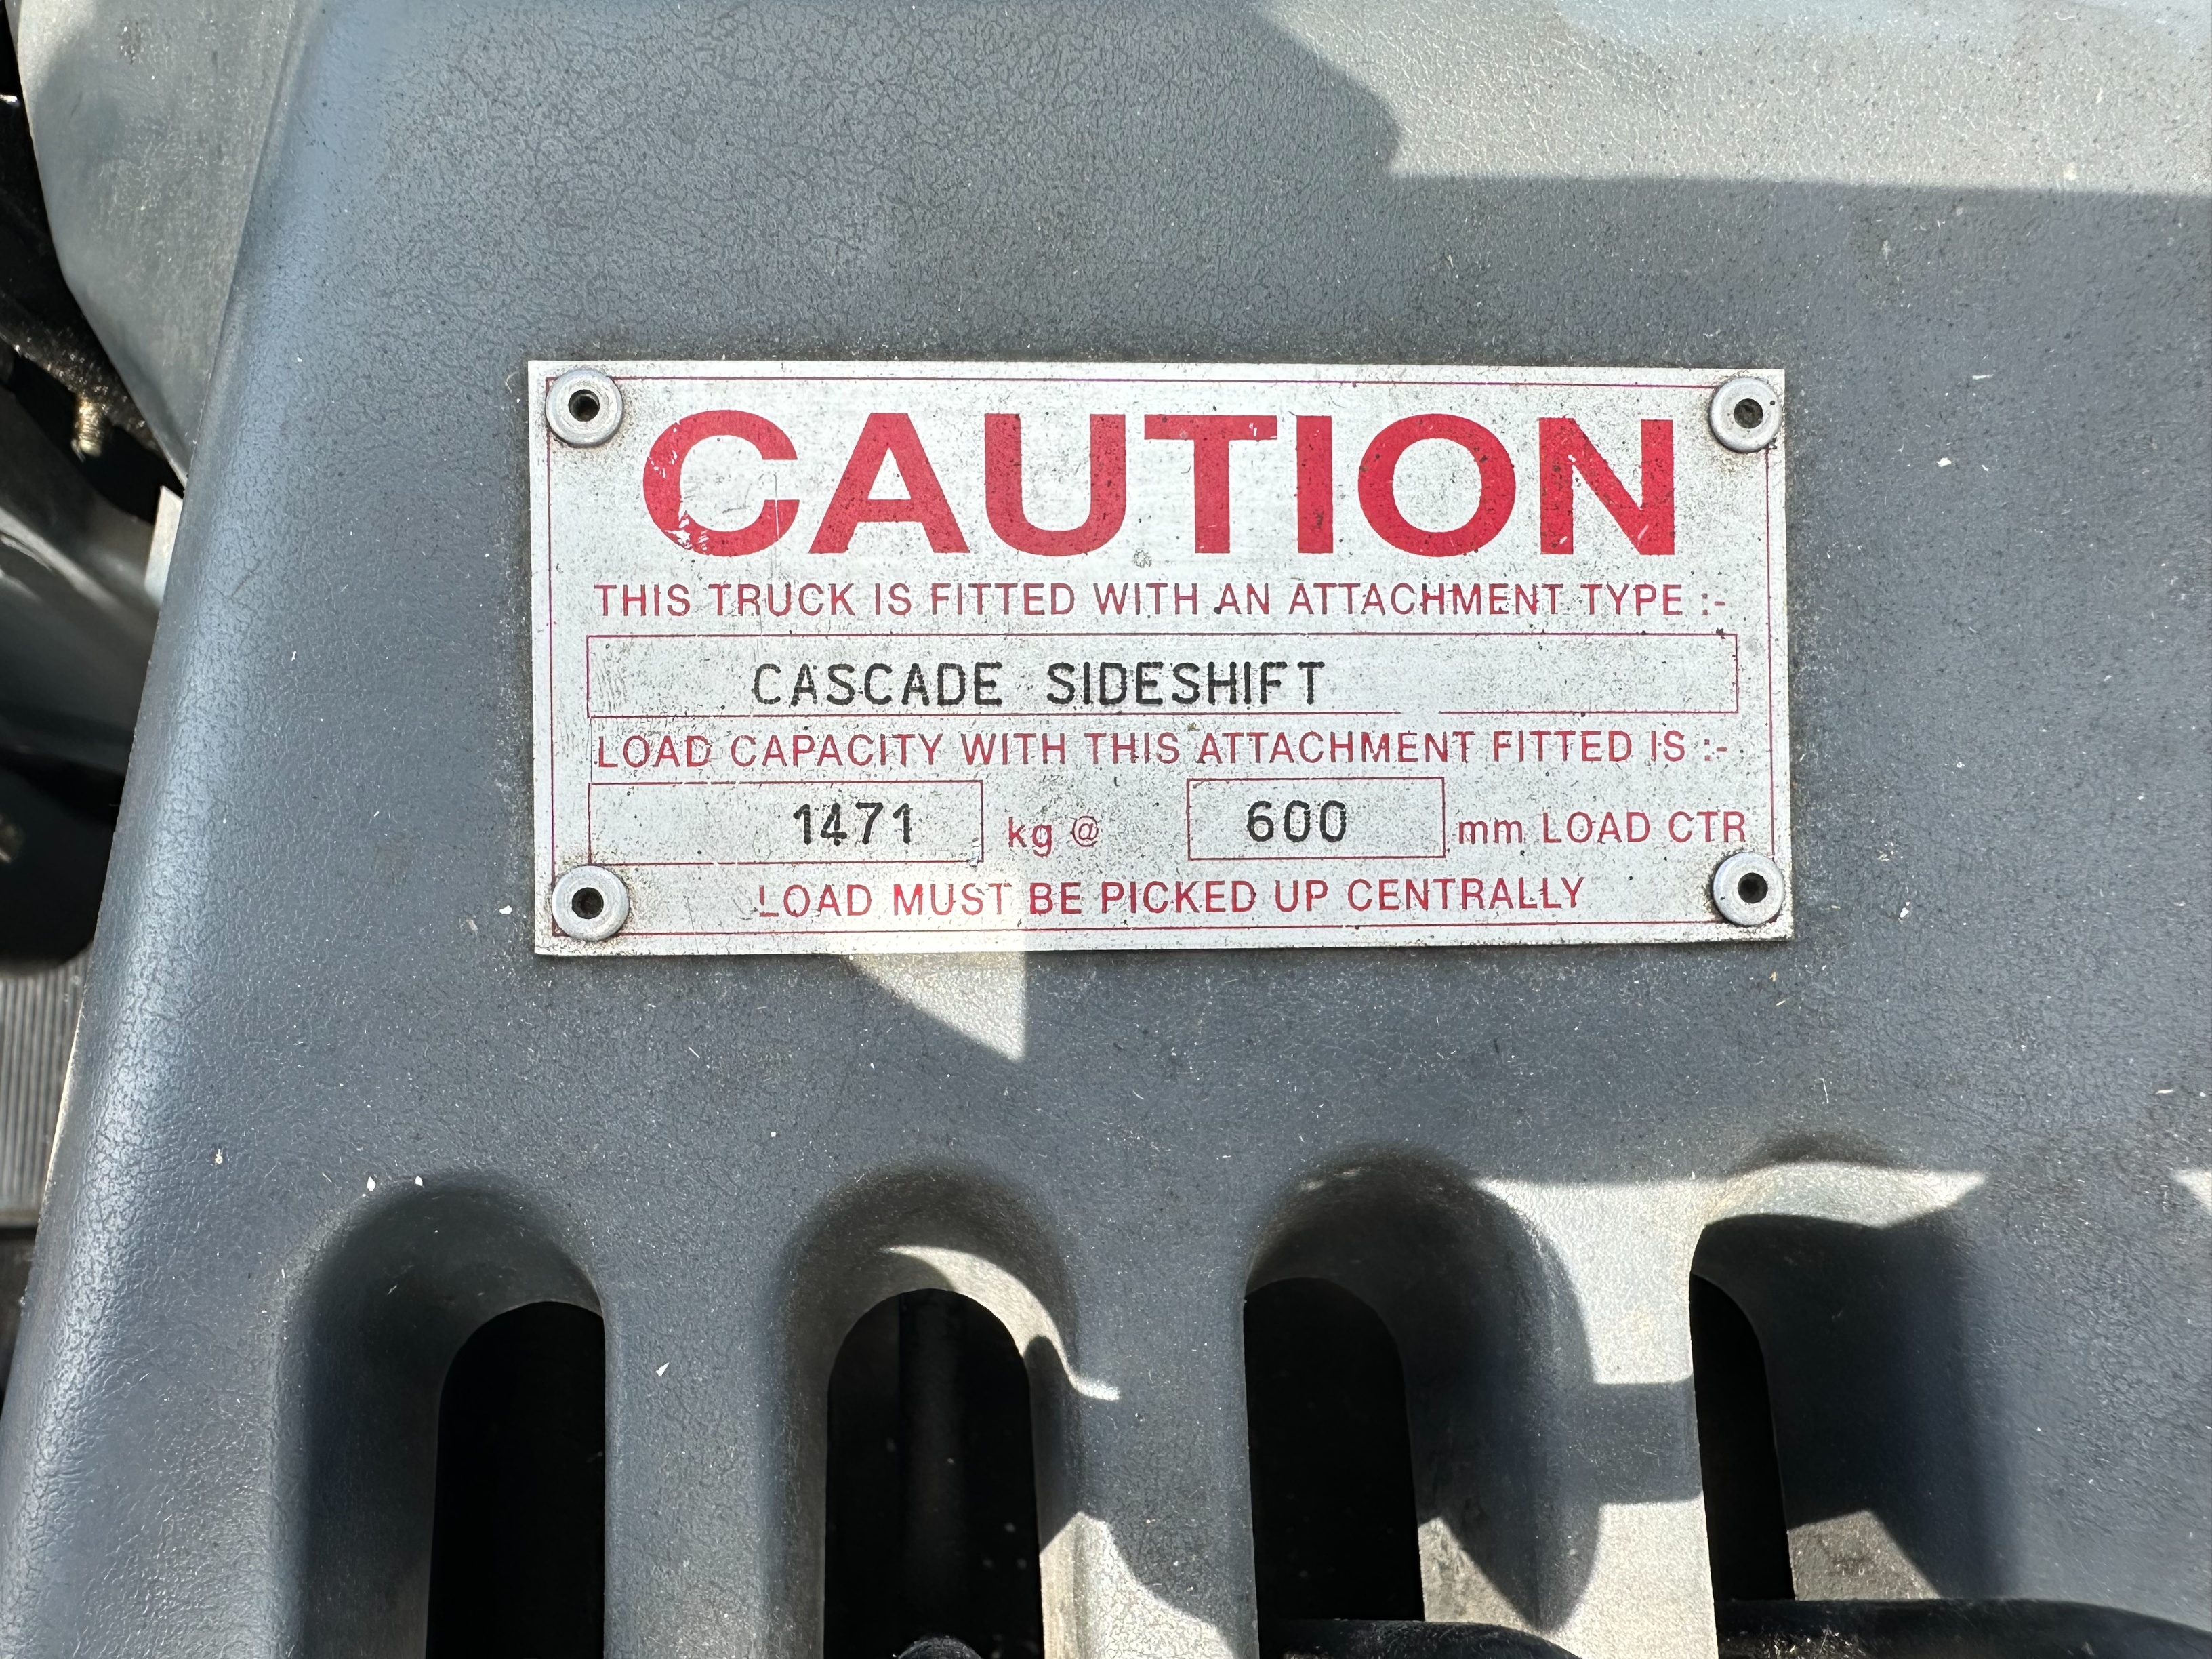 CAUTION
THIS TRUCK IS FITTED WITH AN ATTACHMENT TYPE :-
CASCADE SIDESHIFT
LOAD CAPACITY WITH THIS ATTACHMENT FITTED IS :-
1471 kg @ 600 mm LOAD CTR
LOAD MUST BE PICKED UP CENTRALLY